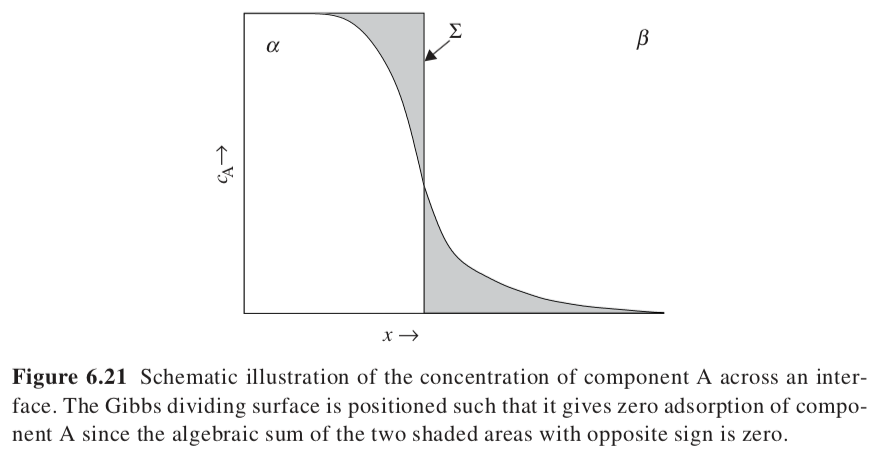 α
Σ
β
c_A →
x →
Figure 6.21 Schematic illustration of the concentration of component A across an inter-
face. The Gibbs dividing surface is positioned such that it gives zero adsorption of compo-
nent A since the algebraic sum of the two shaded areas with opposite sign is zero.